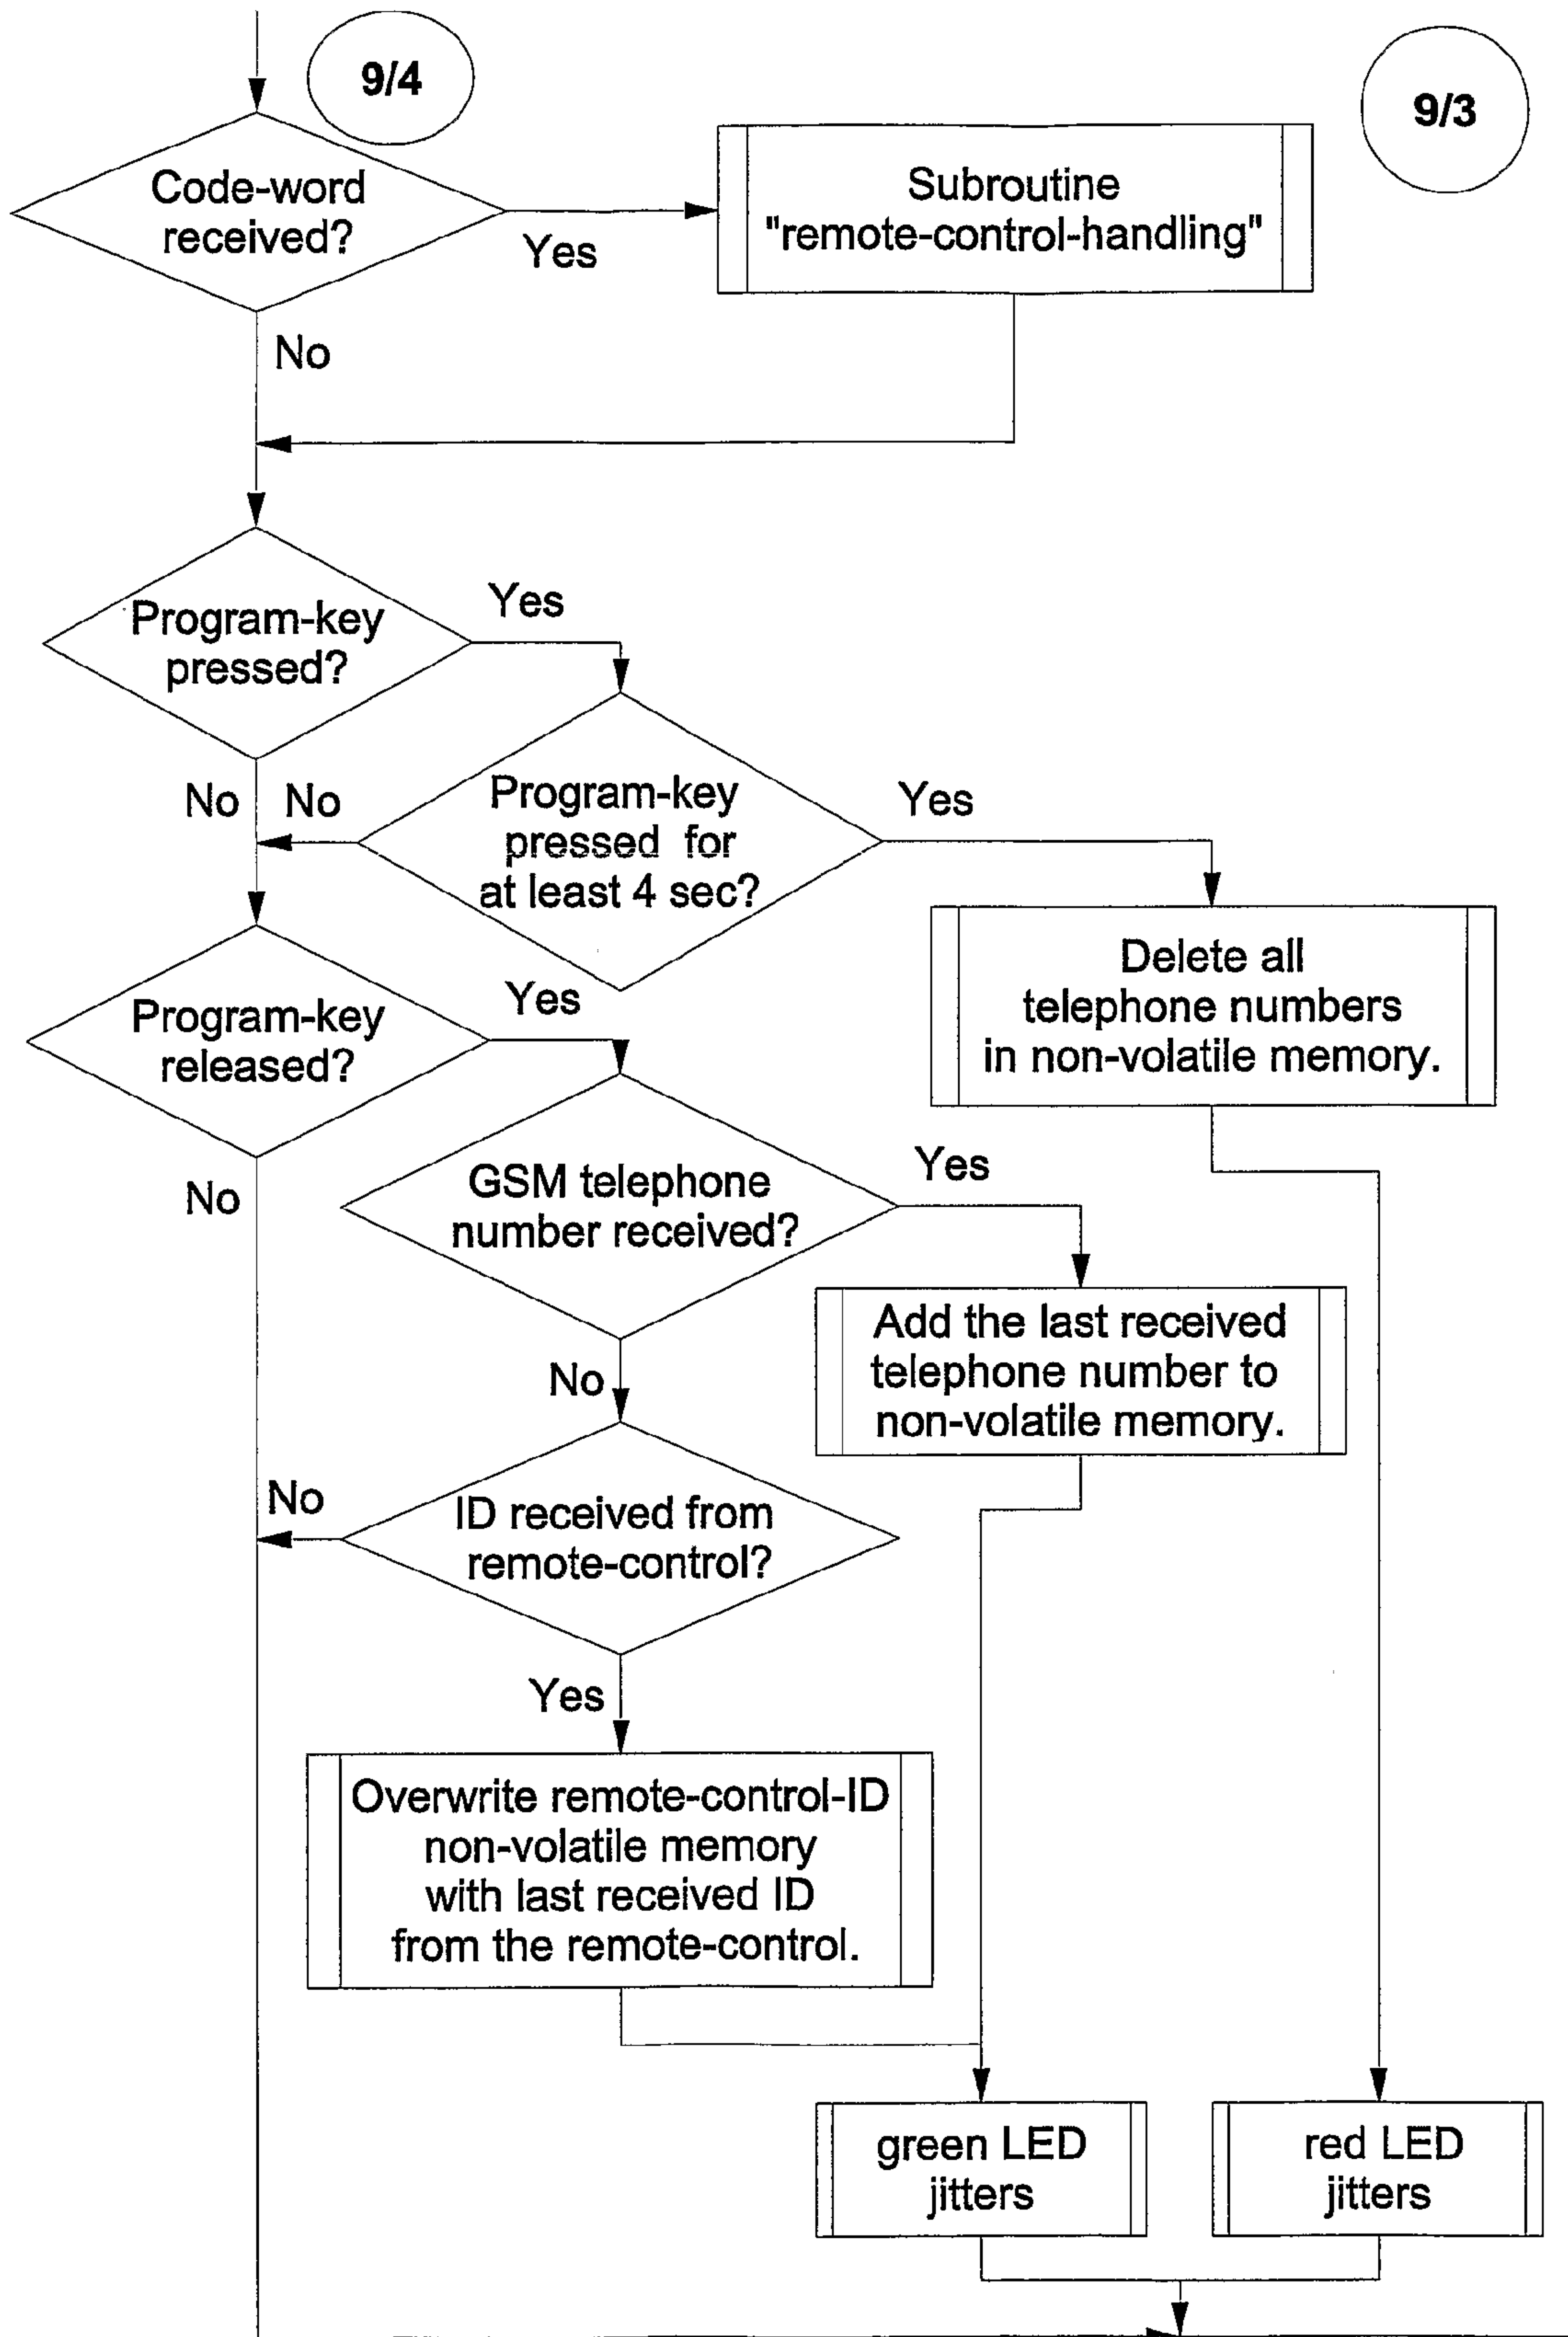 9/4
9/3
Code-word
received?
Yes
Subroutine
"remote-control-handling"
No
Program-key
pressed?
Yes
No
No
Program-key
pressed for
at least 4 sec?
Yes
Delete all
telephone numbers
in non-volatile memory.
Program-key
released?
Yes
No
GSM telephone
number received?
Yes
Add the last received
telephone number to
non-volatile memory.
No
ID received from
remote-control?
No
Yes
Overwrite remote-control-ID
non-volatile memory
with last received ID
from the remote-control.
green LED
jitters
red LED
jitters